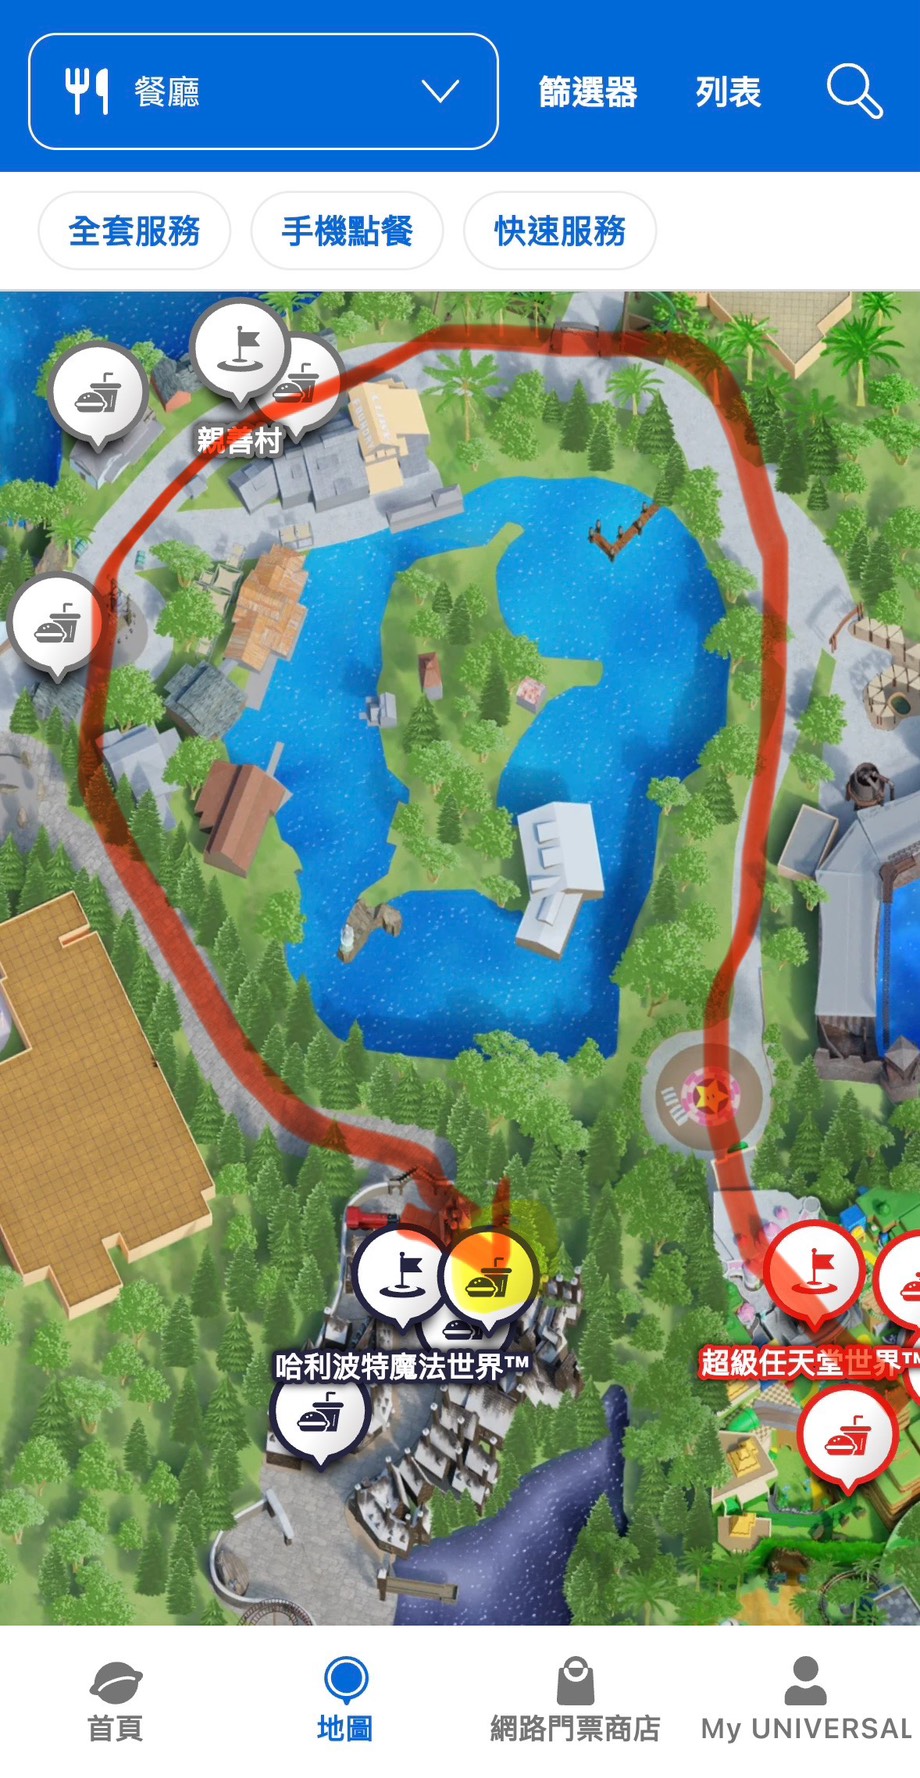 餐廳
篩選器
列表
全套服務
手機點餐
快速服務
親善村
哈利波特魔法世界™
超級任天堂世界™
首頁
地圖
網路門票商店
My UNIVERSAL